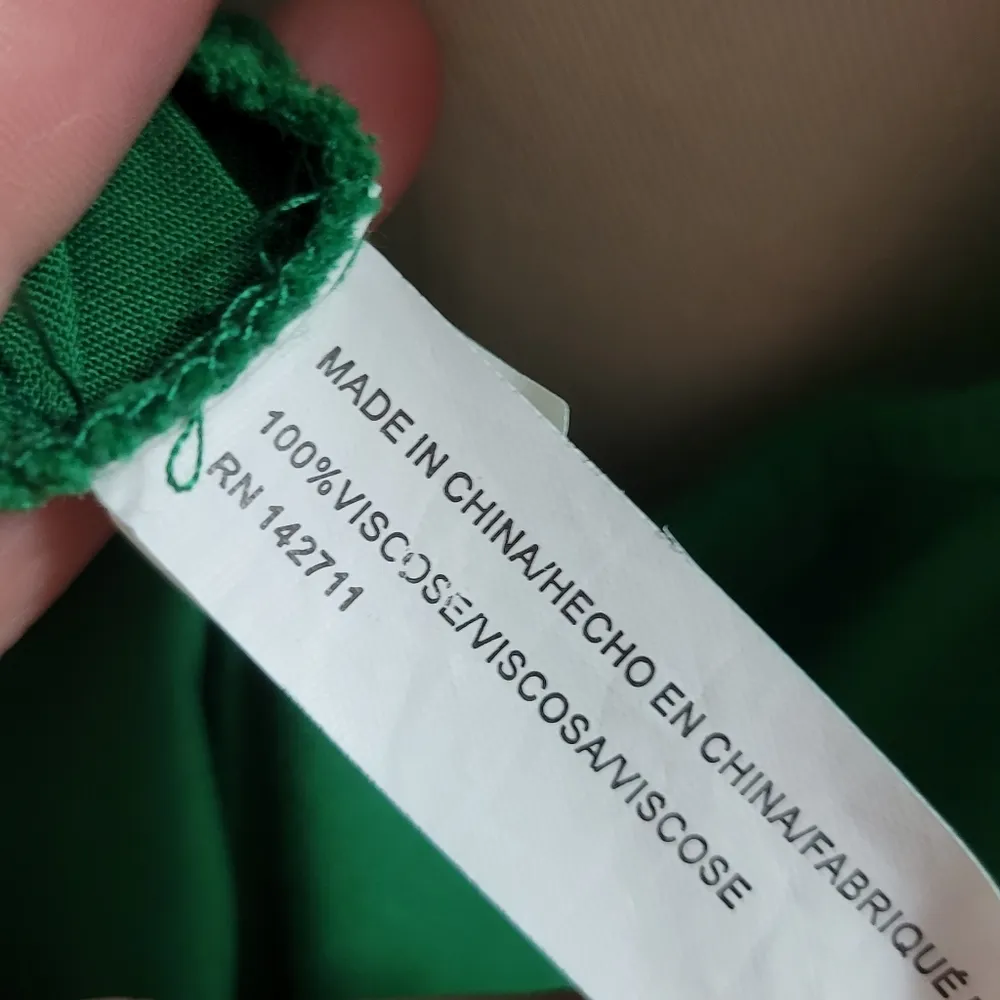 MADE IN CHINA/HECHO EN CHINA/FABRIQUÉ
100%VISCOSE/VISCOSA/VISCOSE
RN 142711